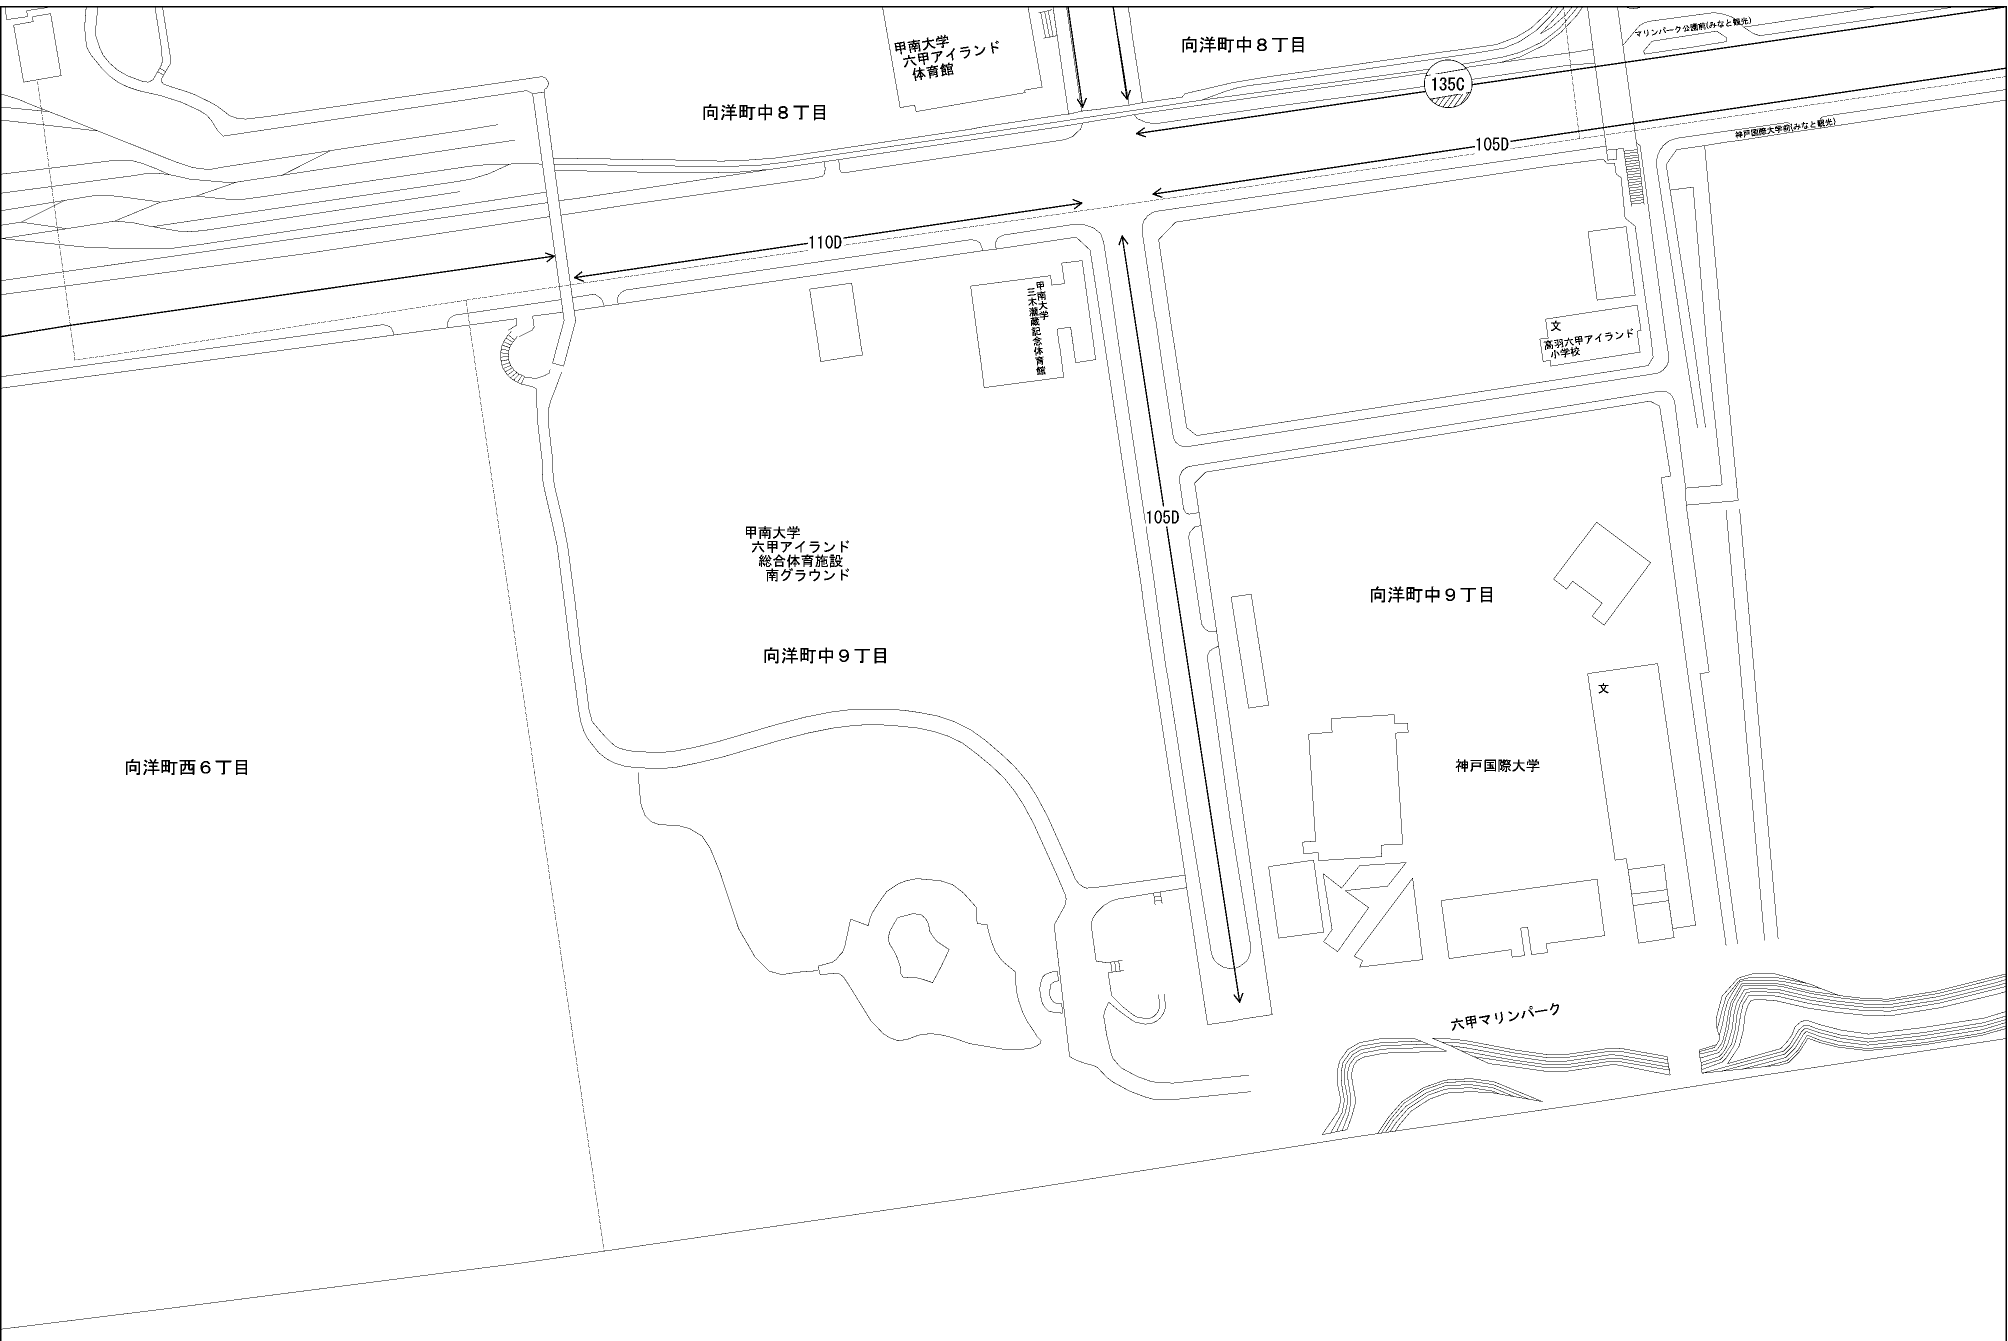 マリンパーク公園前(みなと観光)
甲南大学
六甲アイランド
体育館
向洋町中８丁目
135C
向洋町中８丁目
神戸国際大学前(みなと観光)
105D
110D
甲南大学
三木瀧蔵記念体育館
文
高羽六甲アイランド
小学校
105D
甲南大学
六甲アイランド
総合体育施設
南グラウンド
向洋町中９丁目
向洋町中９丁目
文
向洋町西６丁目
神戸国際大学
六甲マリンパーク